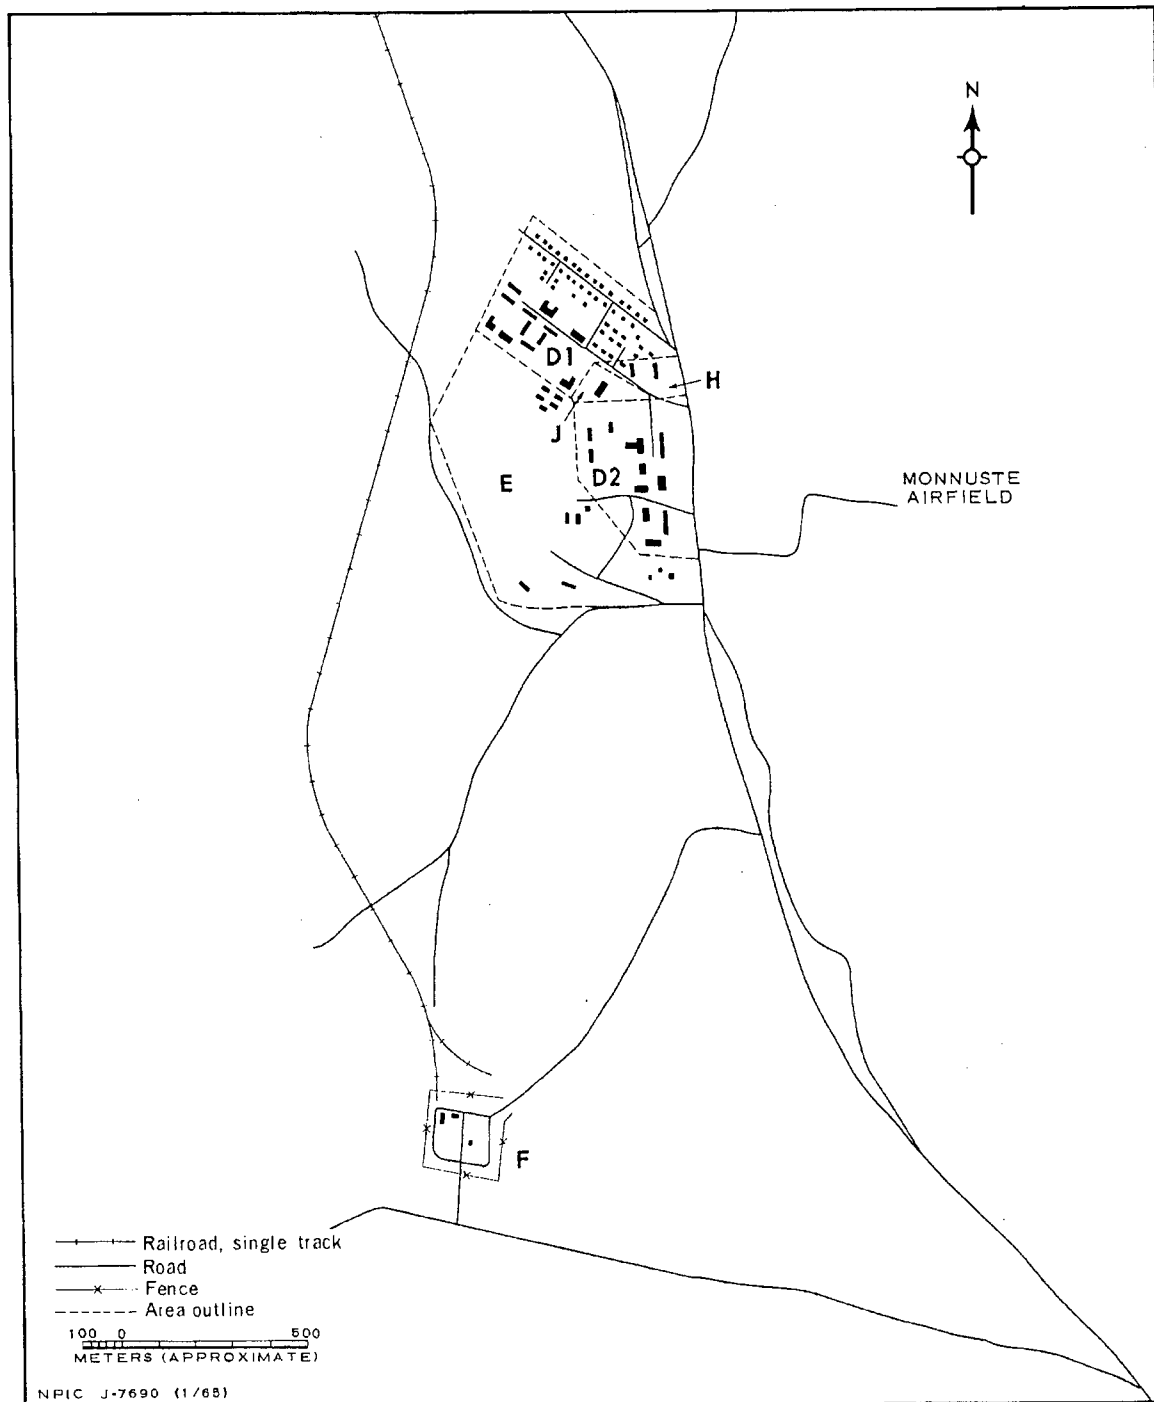 N
D1
H
J
E
D2
MONNUSTE
AIRFIELD
F
Railroad, single track
Road
Fence
Area outline
100 0 500
METERS (APPROXIMATE)
NPIC J-7690 (1/65)